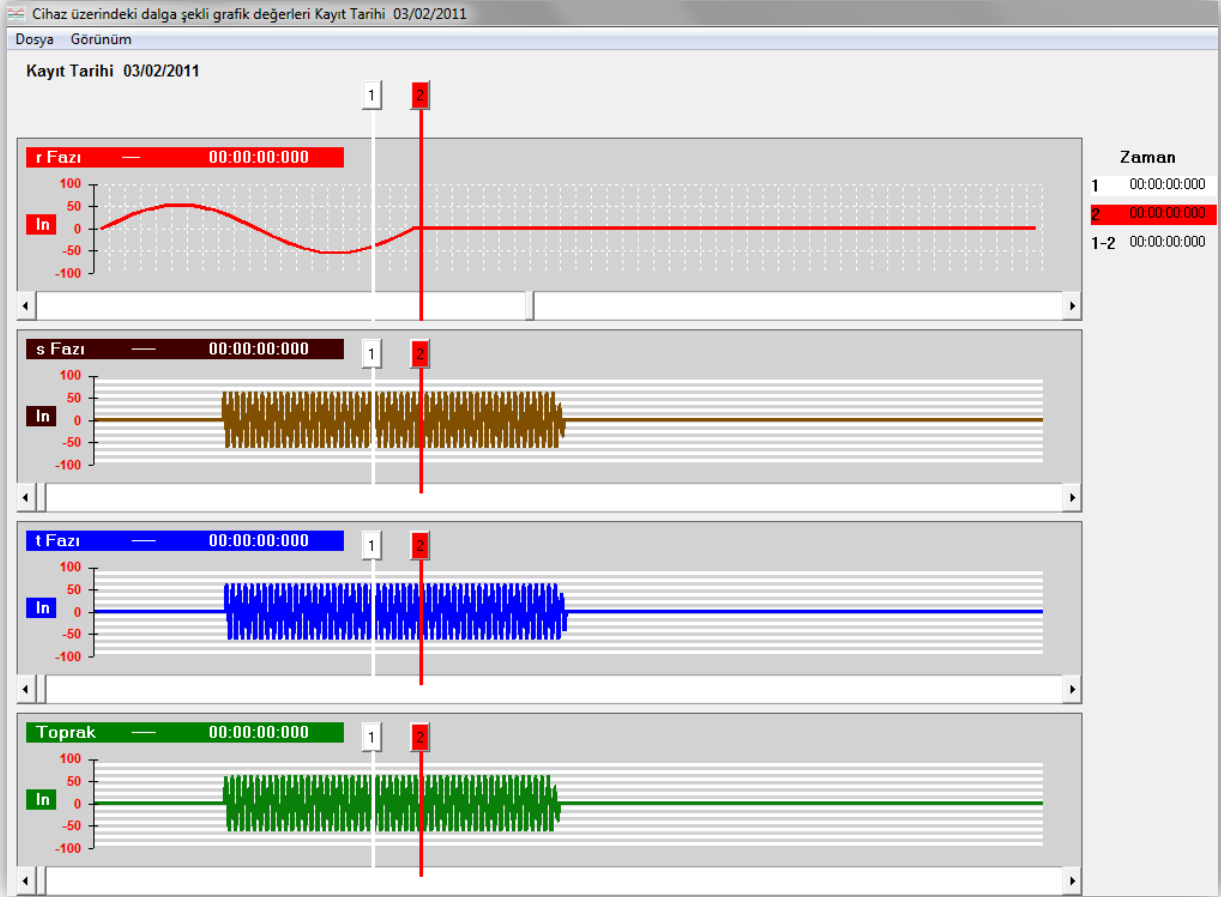 Cihaz üzerindeki dalga şekli grafik değerleri Kayıt Tarihi 03/02/2011
Dosya Görünüm
Kayıt Tarihi 03/02/2011
1 2
r Fazı 00:00:00:000
100
50
In 0
-50
-100
Zaman
1 00:00:00:000
2 00:00:00:000
1-2 00:00:00:000
s Fazı 00:00:00:000 1 2
100
50
In 0
-50
-100
t Fazı 00:00:00:000 1 2
100
50
In 0
-50
-100
Toprak 00:00:00:000 1 2
100
50
In 0
-50
-100